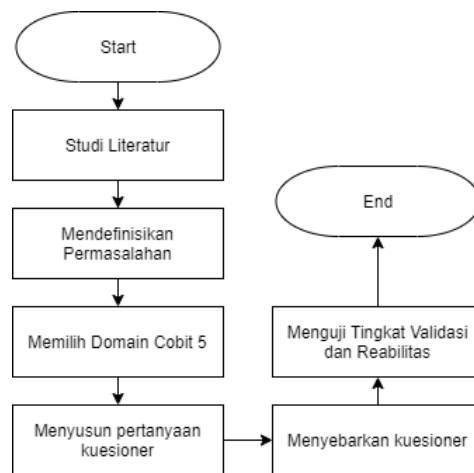 Start
Studi Literatur
Mendefinisikan
Permasalahan
Memilih Domain Cobit 5
Menyusun pertanyaan
kuesioner
Menyebarkan kuesioner
Menguji Tingkat Validasi
dan Reabilitas
End